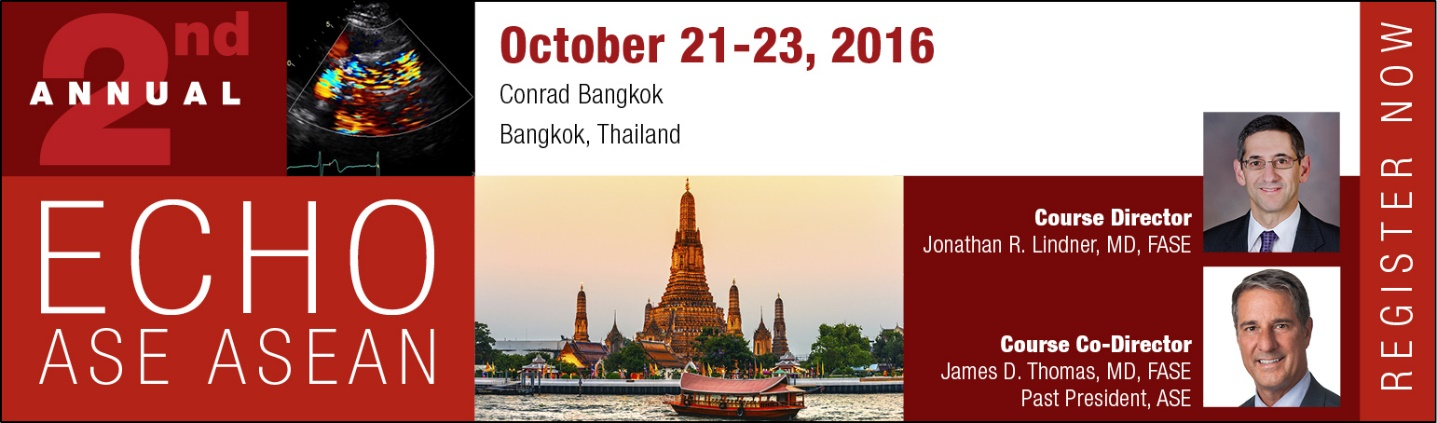 2nd
ANNUAL
ECHO
ASE ASEAN
October 21-23, 2016
Conrad Bangkok
Bangkok, Thailand
Course Director
Jonathan R. Lindner, MD, FASE
Course Co-Director
James D. Thomas, MD, FASE
Past President, ASE
REGISTER NOW